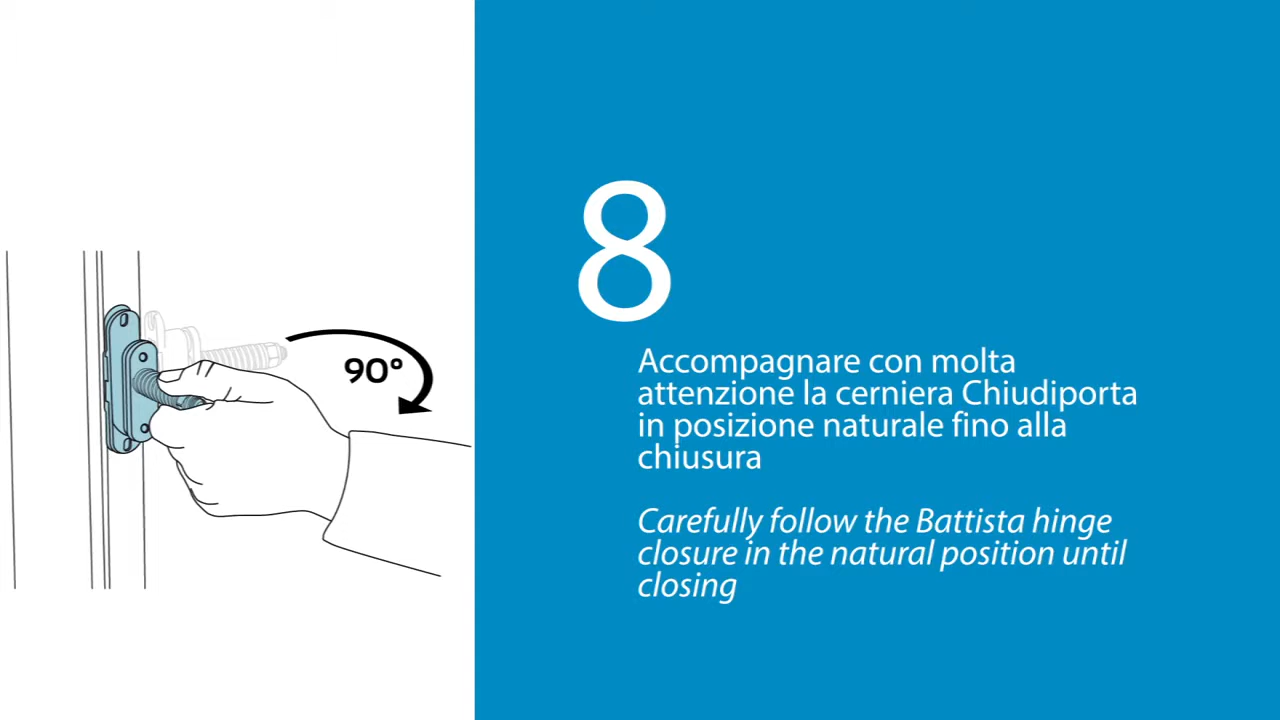 90°
8
Accompagnare con molta
attenzione la cerniera Chiudiporta
in posizione naturale fino alla
chiusura
Carefully follow the Battista hinge
closure in the natural position until
closing